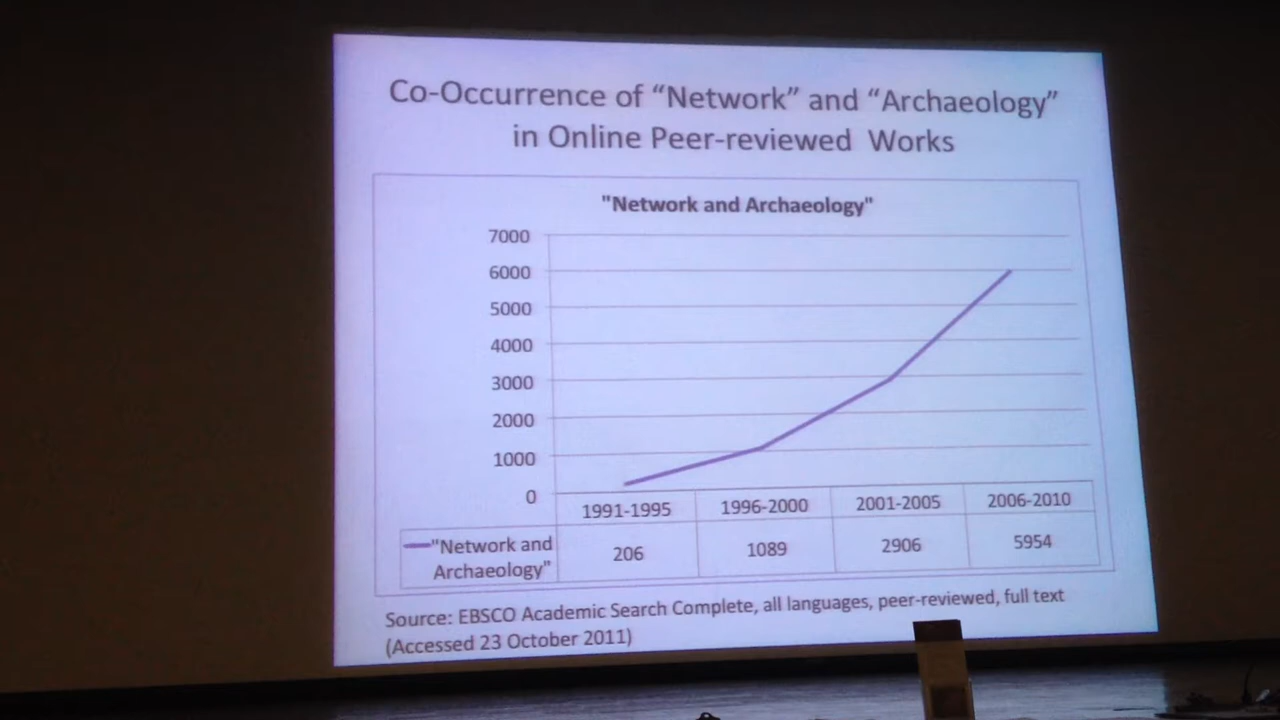 Co-Occurrence of “Network” and “Archaeology”
in Online Peer-reviewed Works
"Network and Archaeology"
7000
6000
5000
4000
3000
2000
1000
0
1991-1995 1996-2000 2001-2005 2006-2010
"Network and
Archaeology"
206 1089 2906 5954
Source: EBSCO Academic Search Complete, all languages, peer-reviewed, full text
(Accessed 23 October 2011)